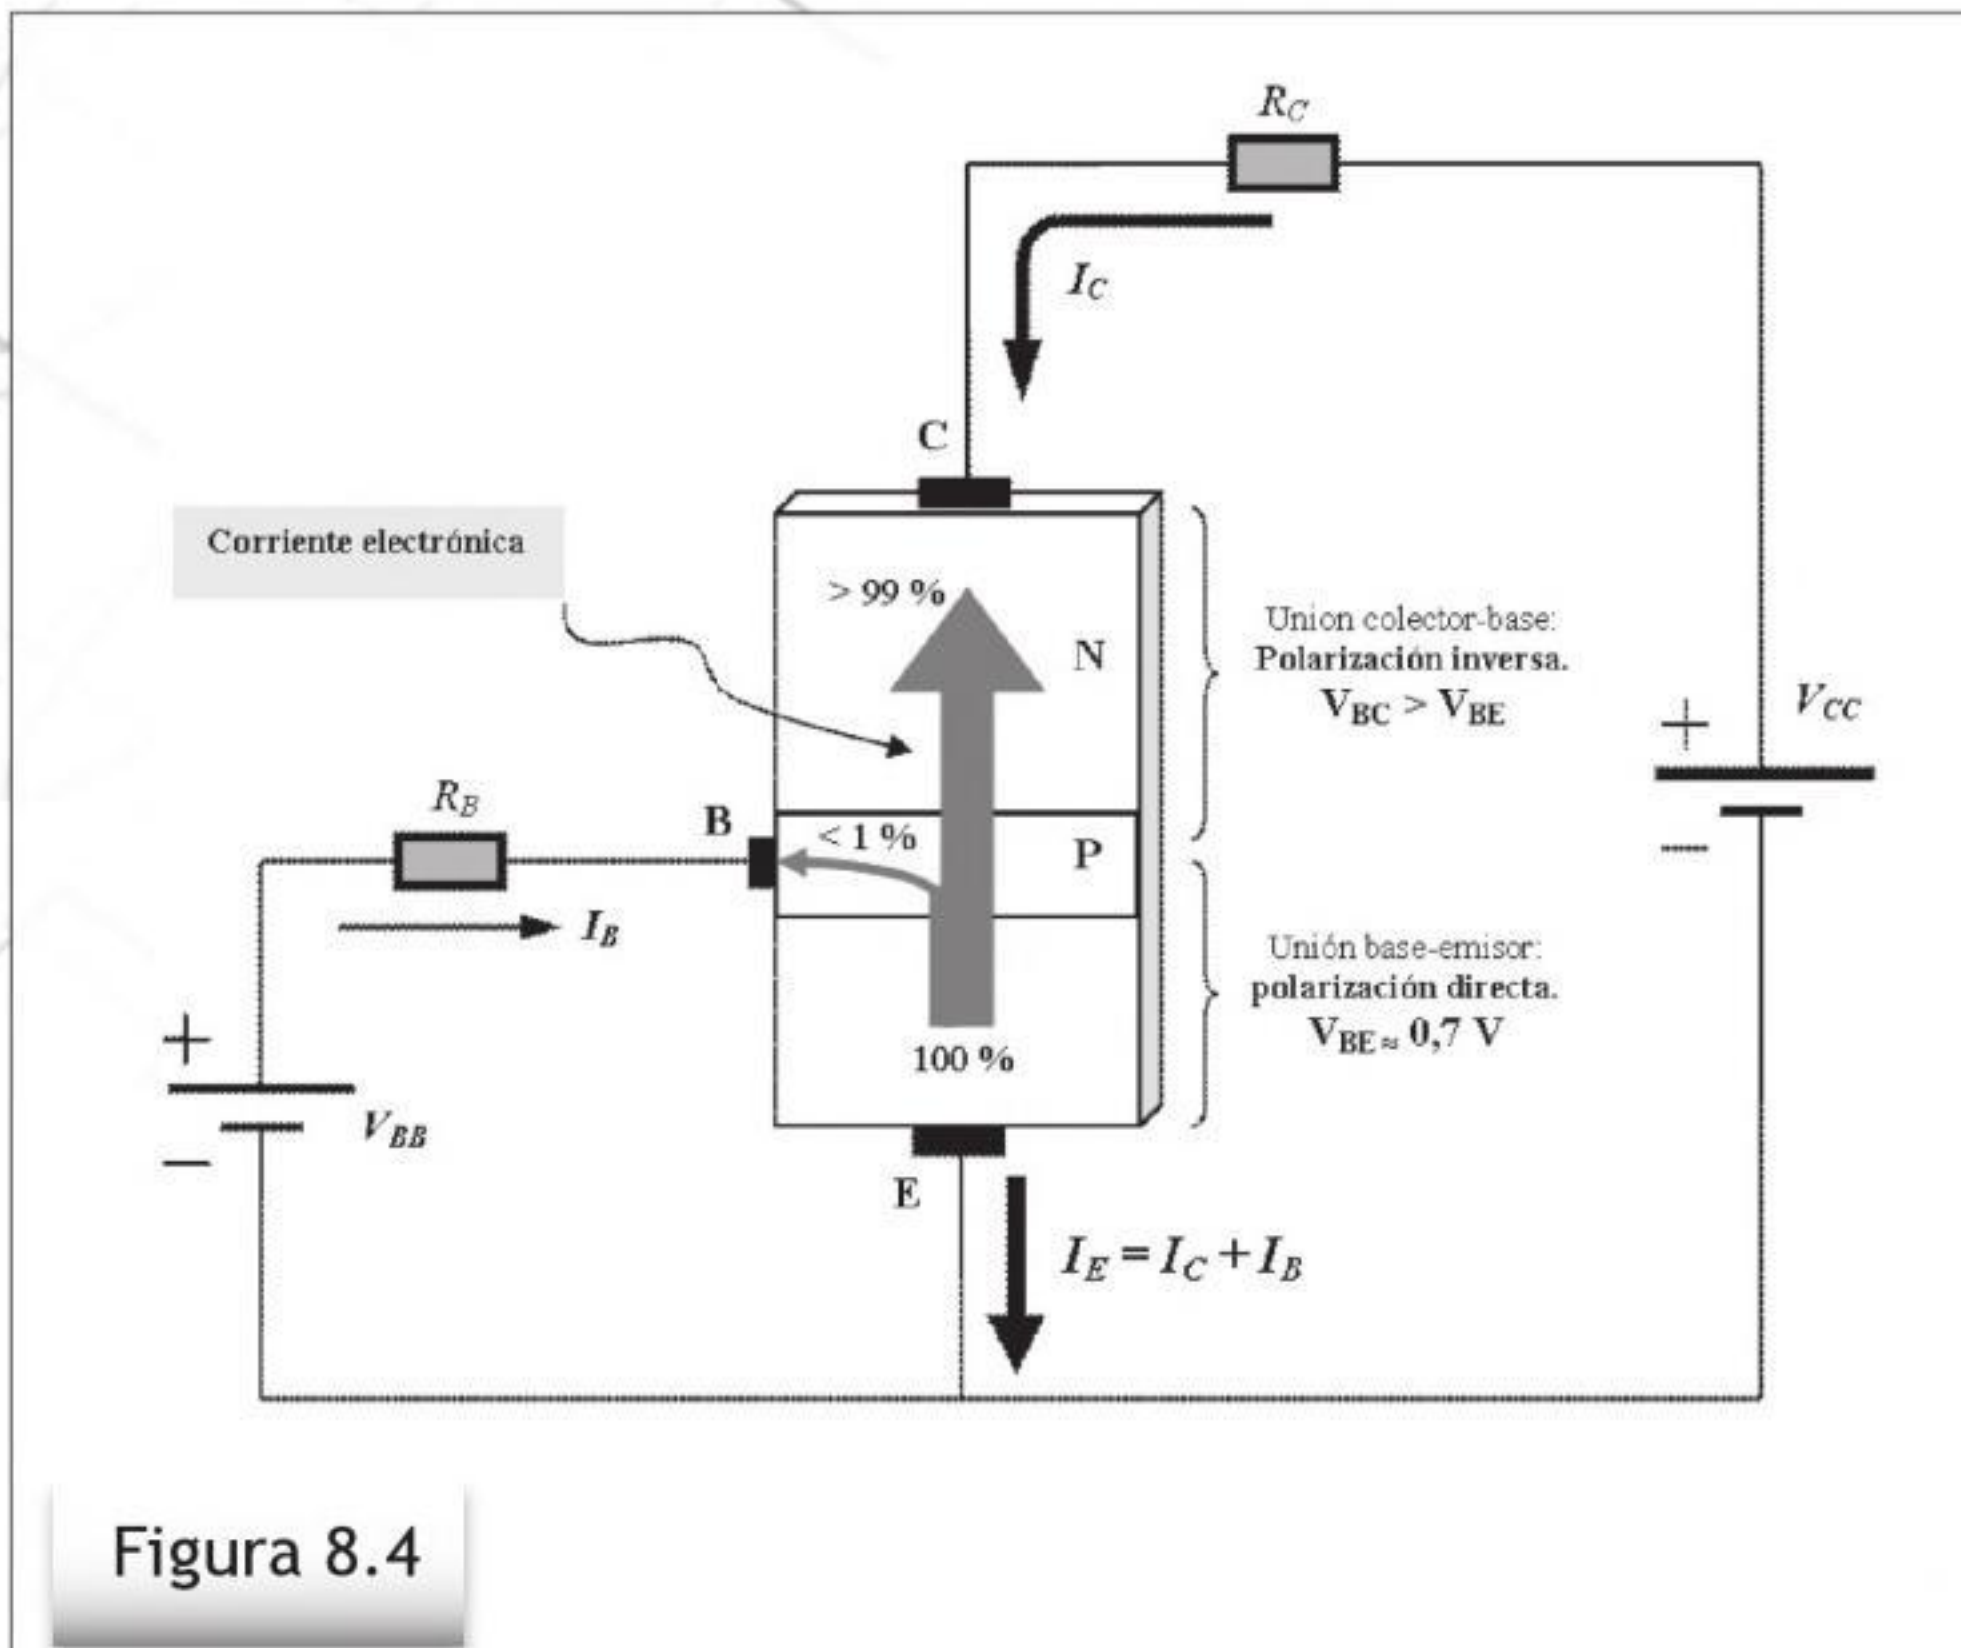 R_C
I_C
C
Corriente electrónica
> 99 %
N
Union colector-base:
Polarización inversa.
V_BC > V_BE
V_CC
+
−
R_B
B
< 1 %
P
I_B
Unión base-emisor:
polarización directa.
V_BE ≈ 0,7 V
100 %
+
V_BB
−
E
I_E = I_C + I_B
Figura 8.4